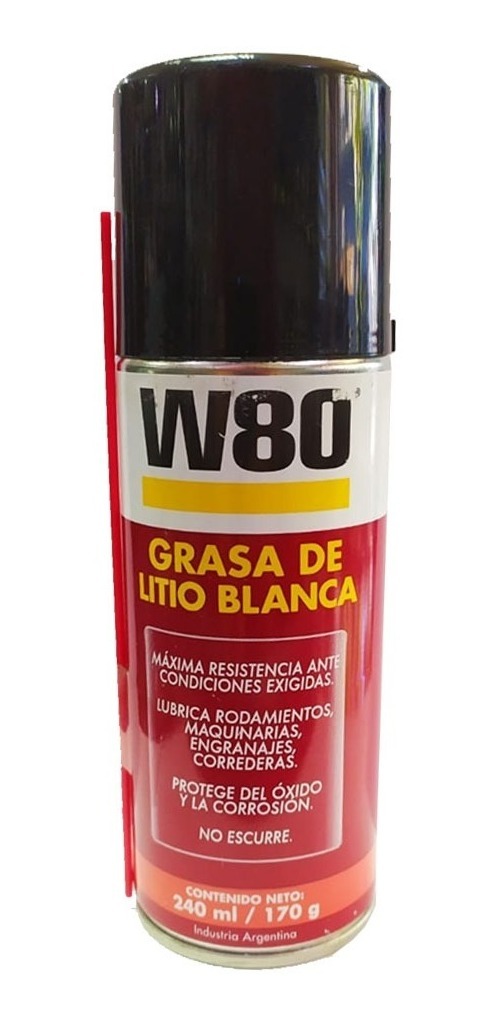 W80
GRASA DE
LITIO BLANCA
MÁXIMA RESISTENCIA ANTE
CONDICIONES EXIGIDAS.
LUBRICA RODAMIENTOS,
MAQUINARIAS,
ENGRANAJES,
CORREDERAS.
PROTEGE DEL ÓXIDO
Y LA CORROSIÓN.
NO ESCURRE.
CONTENIDO NETO:
240 ml / 170 g
Industria Argentina